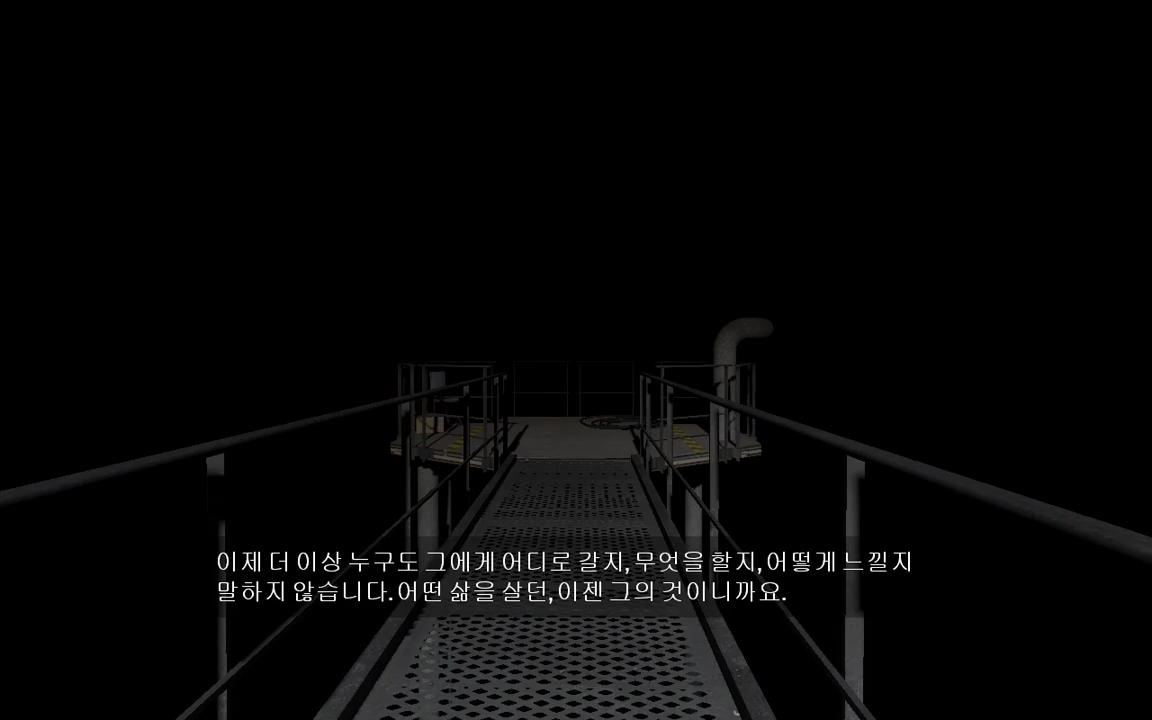 이제 더 이상 누구도 그에게 어디로 갈지, 무엇을 할지, 어떻게 느낄지
말하지 않습니다. 어떤 삶을 살던, 이젠 그의 것이니까요.